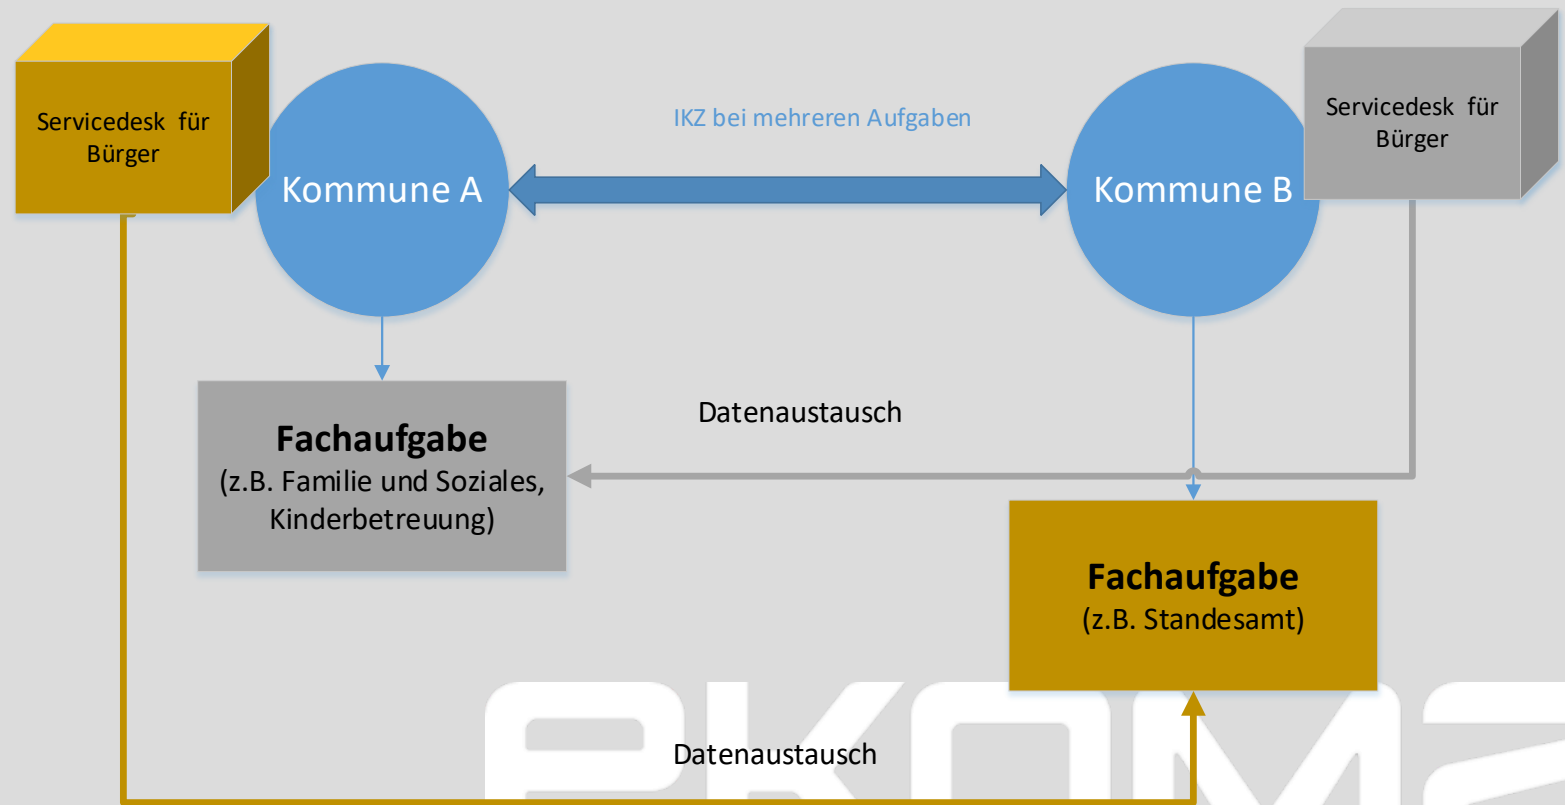 Servicedesk für
Bürger
Kommune A
IKZ bei mehreren Aufgaben
Kommune B
Servicedesk für
Bürger
Fachaufgabe
(z.B. Familie und Soziales,
Kinderbetreuung)
Datenaustausch
Fachaufgabe
(z.B. Standesamt)
Datenaustausch